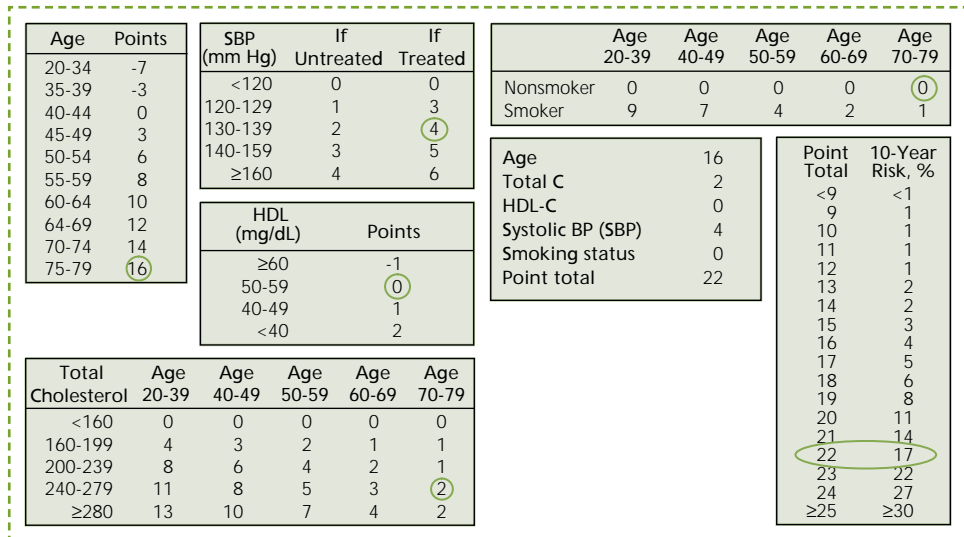 Age Points
20-34 -7
35-39 -3
40-44 0
45-49 3
50-54 6
55-59 8
60-64 10
64-69 12
70-74 14
75-79 16
SBP If If
(mm Hg) Untreated Treated
<120 0 0
120-129 1 3
130-139 2 4
140-159 3 5
≥160 4 6
HDL
(mg/dL) Points
≥60 -1
50-59 0
40-49 1
<40 2
Total Age Age Age Age Age
Cholesterol 20-39 40-49 50-59 60-69 70-79
<160 0 0 0 0 0
160-199 4 3 2 1 1
200-239 8 6 4 2 1
240-279 11 8 5 3 2
≥280 13 10 7 4 2
Age Age Age Age Age
20-39 40-49 50-59 60-69 70-79
Nonsmoker 0 0 0 0 0
Smoker 9 7 4 2 1
Age 16
Total C 2
HDL-C 0
Systolic BP (SBP) 4
Smoking status 0
Point total 22
Point 10-Year
Total Risk, %
<9 <1
9 1
10 1
11 1
12 1
13 2
14 2
15 3
16 4
17 5
18 6
19 8
20 11
21 14
22 17
23 22
24 27
≥25 ≥30